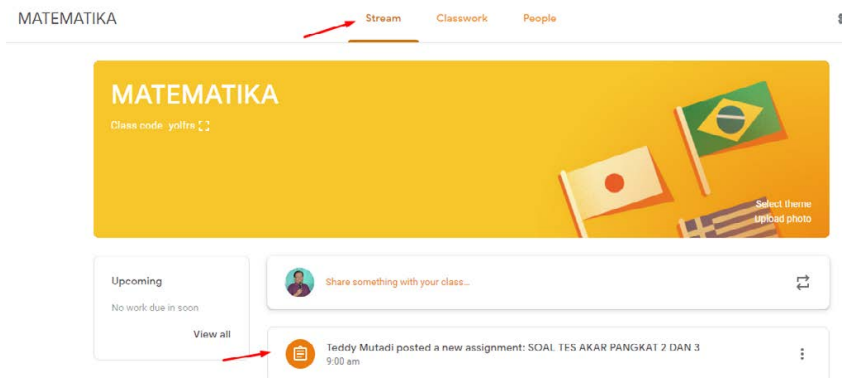 MATEMATIKA
Stream Classwork People
MATEMATIKA
Class code yolfrs
Select theme
Upload photo
Upcoming
No work due in soon
View all
Share something with your class...
Teddy Mutadi posted a new assignment: SOAL TES AKAR PANGKAT 2 DAN 3
9:00 am